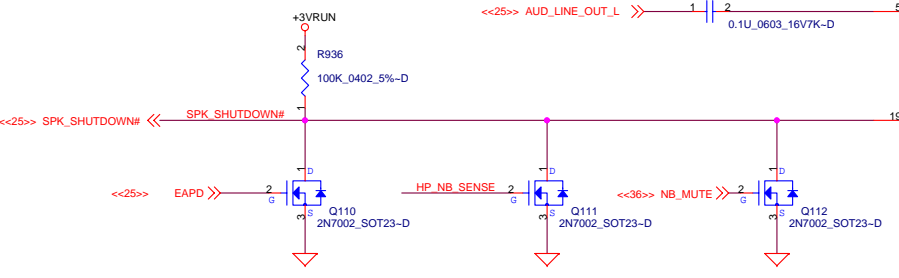 <<25>> AUD_LINE_OUT_L
1
2
5
0.1U_0603_16V7K~D
+3VRUN
2
R936
100K_0402_5%~D
1
<<25>> SPK_SHUTDOWN#
SPK_SHUTDOWN#
19
1
D
1
D
1
D
<<25>> EAPD
2
G
HP_NB_SENSE
2
G
<<36>> NB_MUTE
2
G
3
S
Q110
2N7002_SOT23~D
3
S
Q111
2N7002_SOT23~D
3
S
Q112
2N7002_SOT23~D